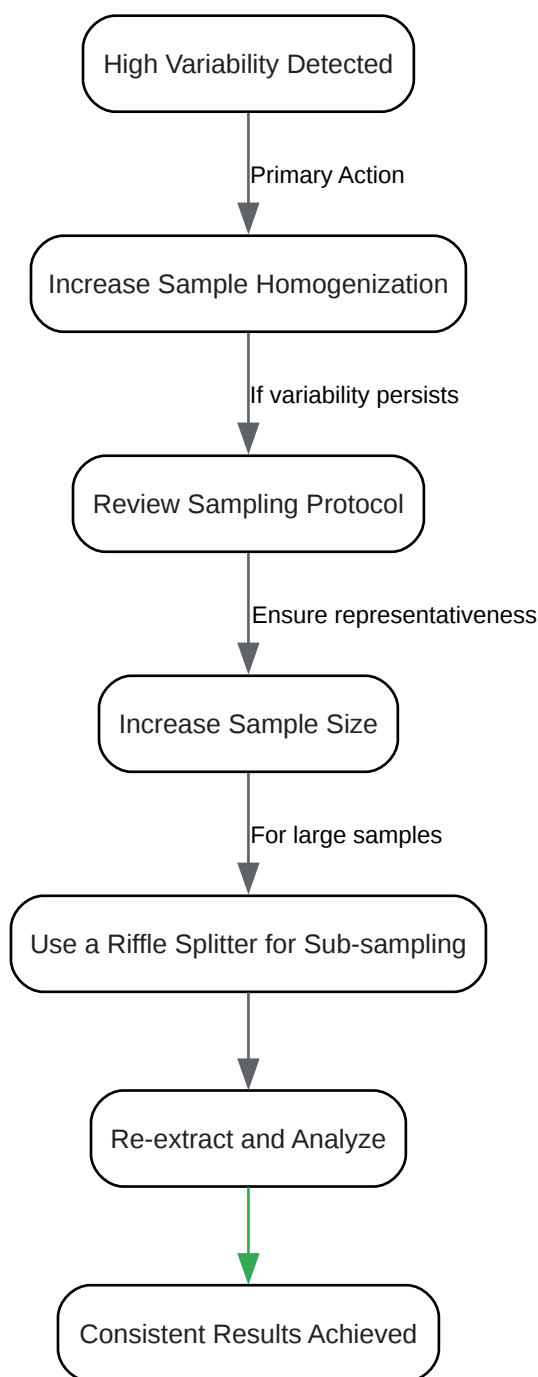 High Variability Detected
Primary Action
Increase Sample Homogenization
If variability persists
Review Sampling Protocol
Ensure representativeness
Increase Sample Size
For large samples
Use a Riffle Splitter for Sub-sampling
Re-extract and Analyze
Consistent Results Achieved